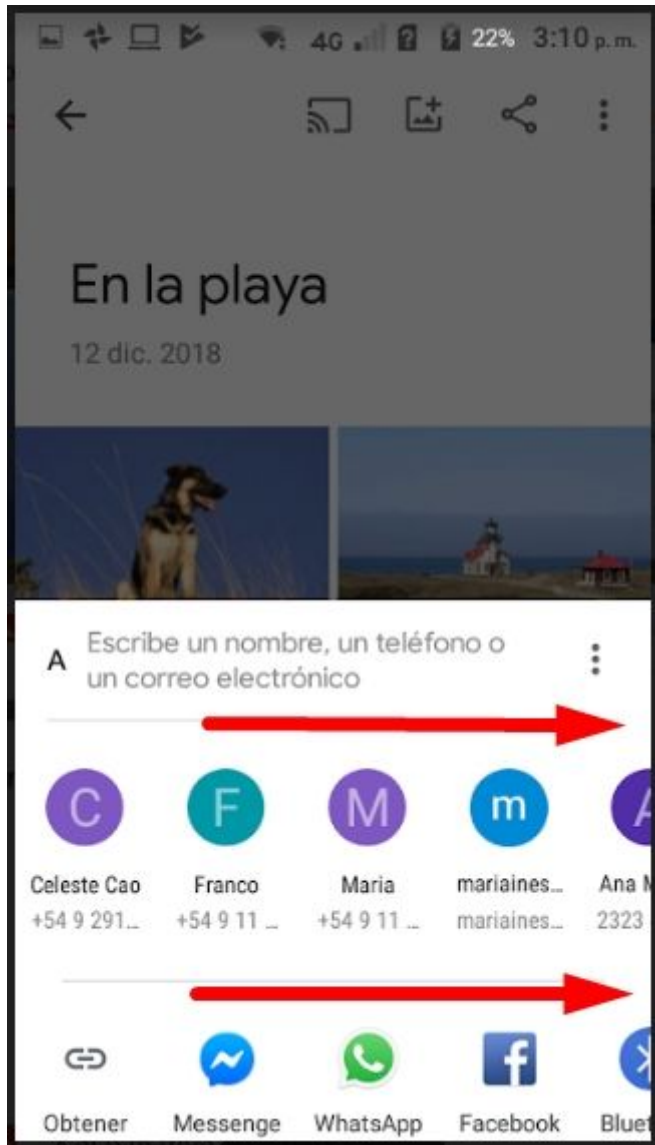 4G 22% 3:10 p.m.
En la playa
12 dic. 2018
A Escribe un nombre, un teléfono o
un correo electrónico
C F M m A
Celeste Cao Franco Maria mariaines... Ana M
+54 9 291... +54 9 11 ... +54 9 11 ... mariaines... 2323
Obtener Messenge WhatsApp Facebook Bluet